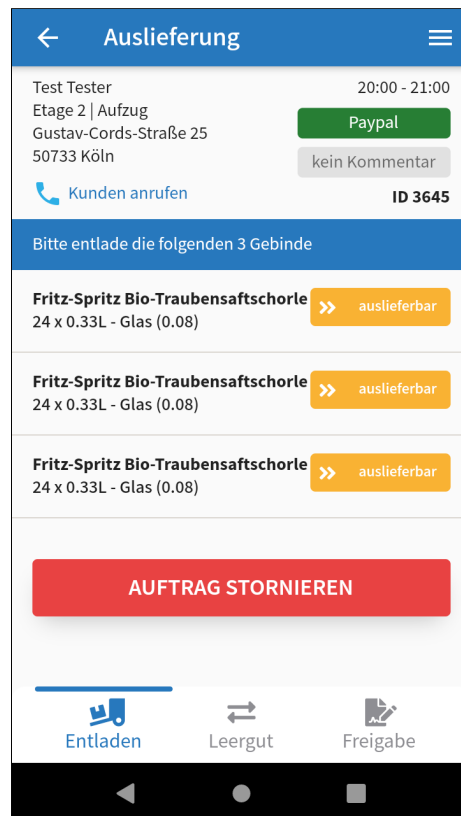 Auslieferung
Test Tester
20:00 - 21:00
Etage 2 | Aufzug
Paypal
Gustav-Cords-Straße 25
50733 Köln
kein Kommentar
Kunden anrufen
ID 3645
Bitte entlade die folgenden 3 Gebinde
Fritz-Spritz Bio-Traubensaftschorle
24 x 0.33L - Glas (0.08)
auslieferbar
Fritz-Spritz Bio-Traubensaftschorle
24 x 0.33L - Glas (0.08)
auslieferbar
Fritz-Spritz Bio-Traubensaftschorle
24 x 0.33L - Glas (0.08)
auslieferbar
AUFTRAG STORNIEREN
Entladen
Leergut
Freigabe